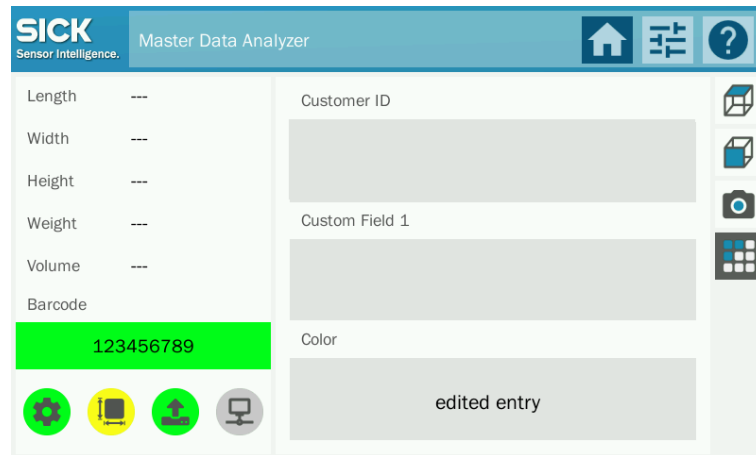 SICK
Sensor Intelligence.
Master Data Analyzer
?
Length ---
Width ---
Height ---
Weight ---
Volume ---
Barcode
123456789
Customer ID
Custom Field 1
Color
edited entry